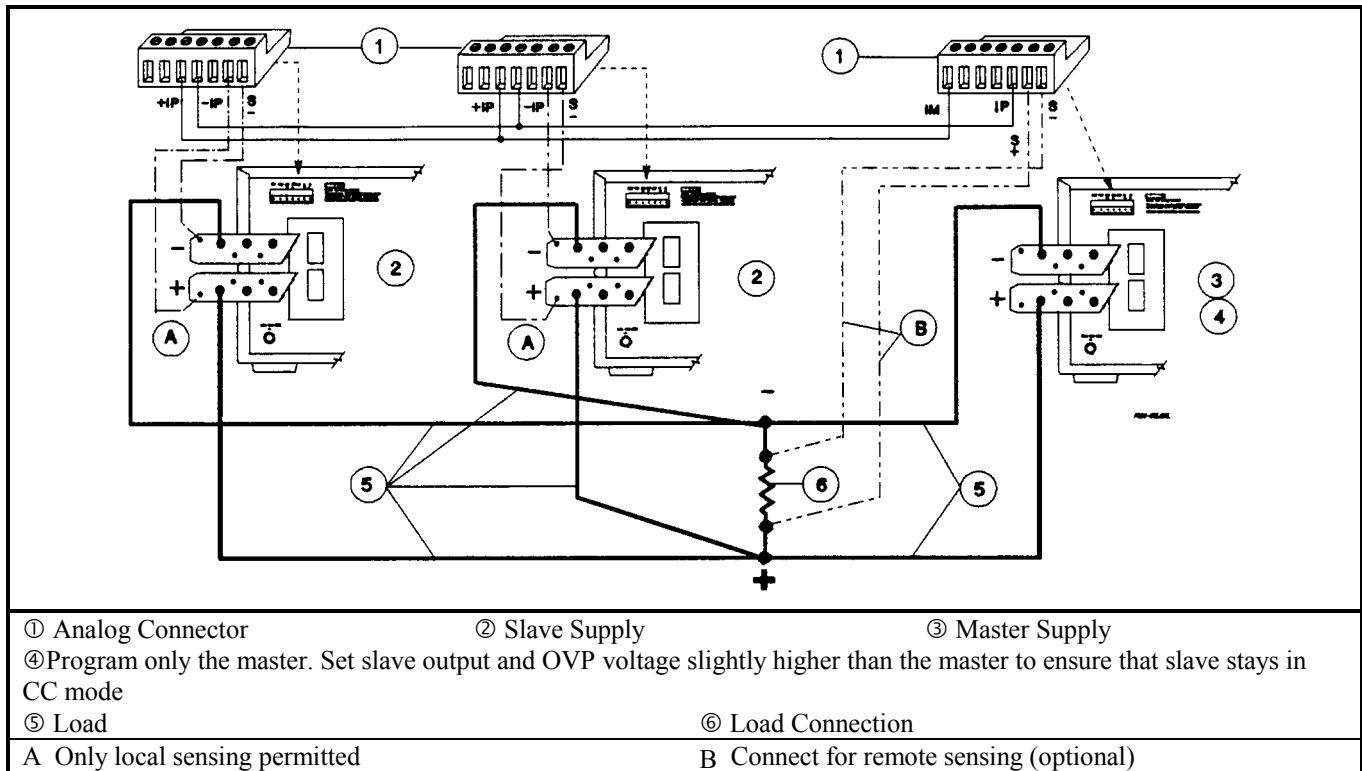 1
1
1
+IP -IP S -
+IP -IP S -
IM IP S -
S +
-
+
2
A
-
+
2
A
B
-
+
3
4
-
5
6
5
+
① Analog Connector ② Slave Supply ③ Master Supply
④Program only the master. Set slave output and OVP voltage slightly higher than the master to ensure that slave stays in
CC mode
⑤ Load ⑥ Load Connection
A Only local sensing permitted B Connect for remote sensing (optional)